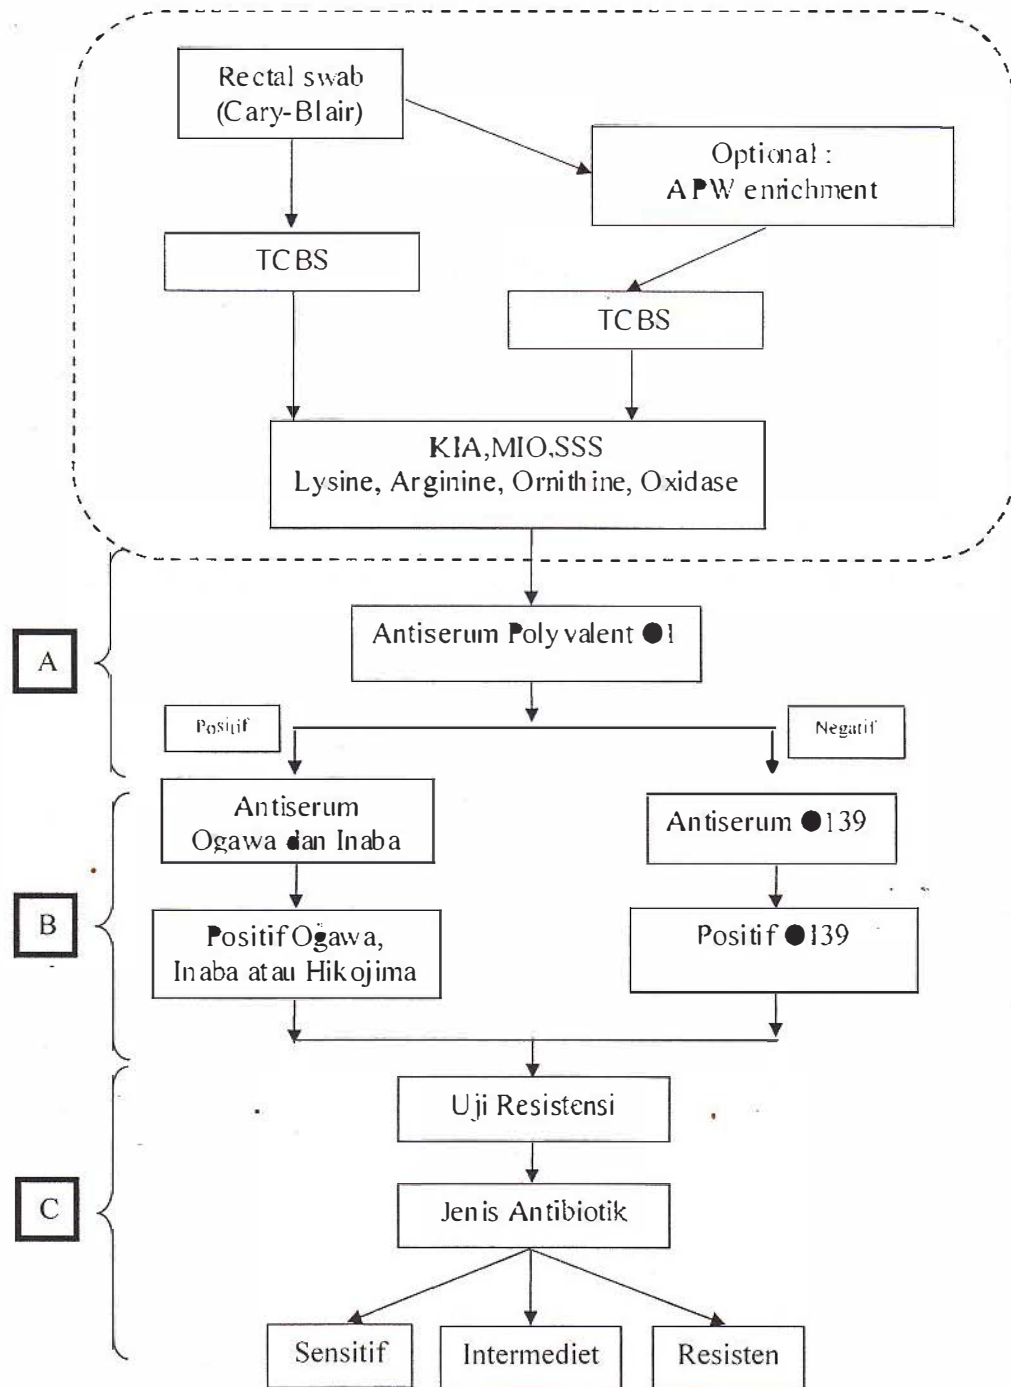 Rectal swab
(Cary-Blair)
Optional :
APW enrichment
TCBS
TCBS
KIA,MIO,SSS
Lysine, Arginine, Ornithine, Oxidase
A
Antiserum Polyvalent O1
Positif
Negatif
Antiserum
Ogawa dan Inaba
Antiserum O139
B
Positif Ogawa,
Inaba atau Hikojima
Positif O139
Uji Resistensi
C
Jenis Antibiotik
Sensitif
Intermediet
Resisten